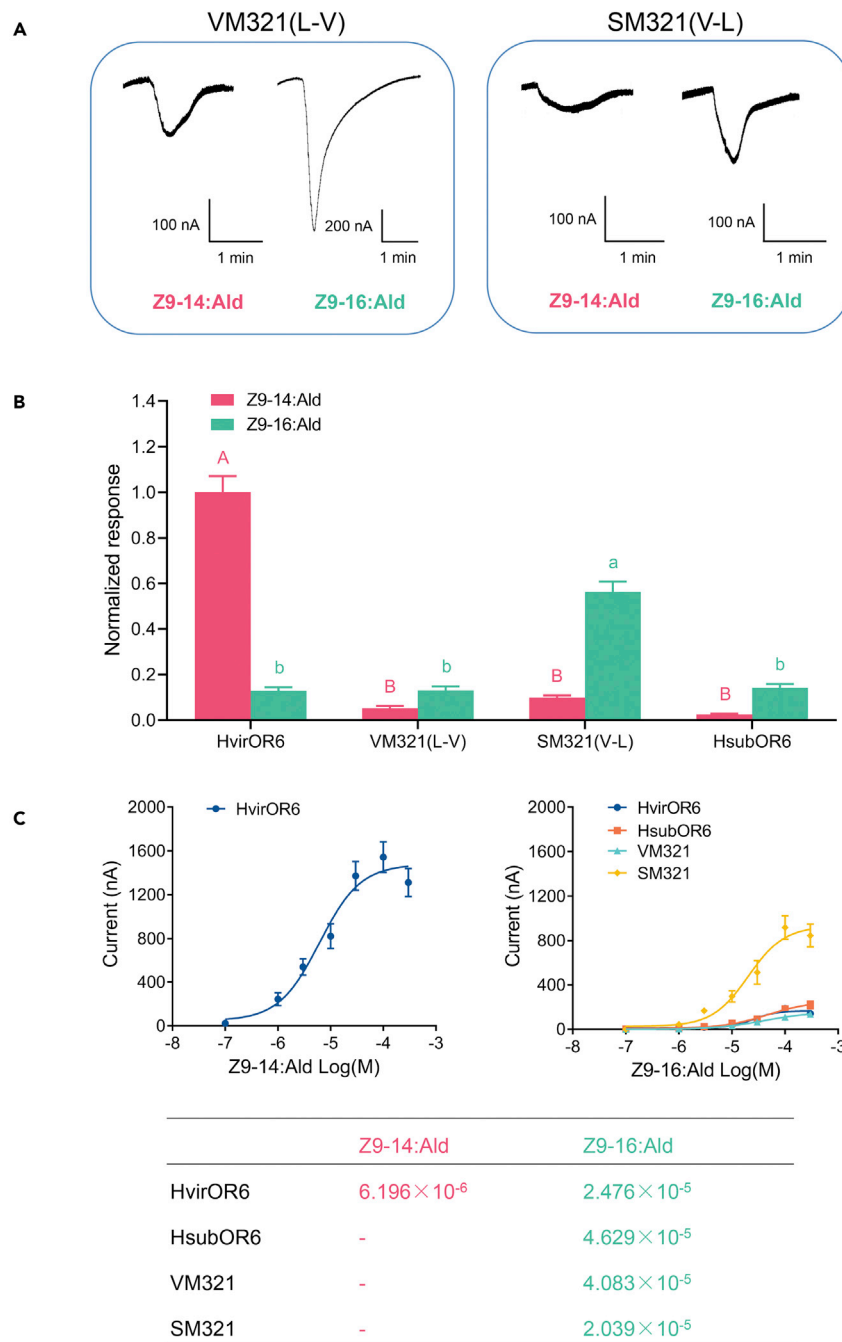 A
VM321(L-V)
SM321(V-L)
100 nA
1 min
200 nA
1 min
100 nA
1 min
100 nA
1 min
Z9-14:Ald
Z9-16:Ald
Z9-14:Ald
Z9-16:Ald
B
Z9-14:Ald
Z9-16:Ald
Normalized response
1.4
1.2
1.0
0.8
0.6
0.4
0.2
0.0
A
b
B
b
B
a
B
b
HvirOR6
VM321(L-V)
SM321(V-L)
HsubOR6
C
HvirOR6
Current (nA)
2000
1600
1200
800
400
0
-8
-7
-6
-5
-4
-3
Z9-14:Ald Log(M)
HvirOR6
HsubOR6
VM321
SM321
Current (nA)
2000
1600
1200
800
400
0
-8
-7
-6
-5
-4
-3
Z9-16:Ald Log(M)
Z9-14:Ald Z9-16:Ald
HvirOR6 6.196×10⁻⁶ 2.476×10⁻⁵
HsubOR6 - 4.629×10⁻⁵
VM321 - 4.083×10⁻⁵
SM321 - 2.039×10⁻⁵